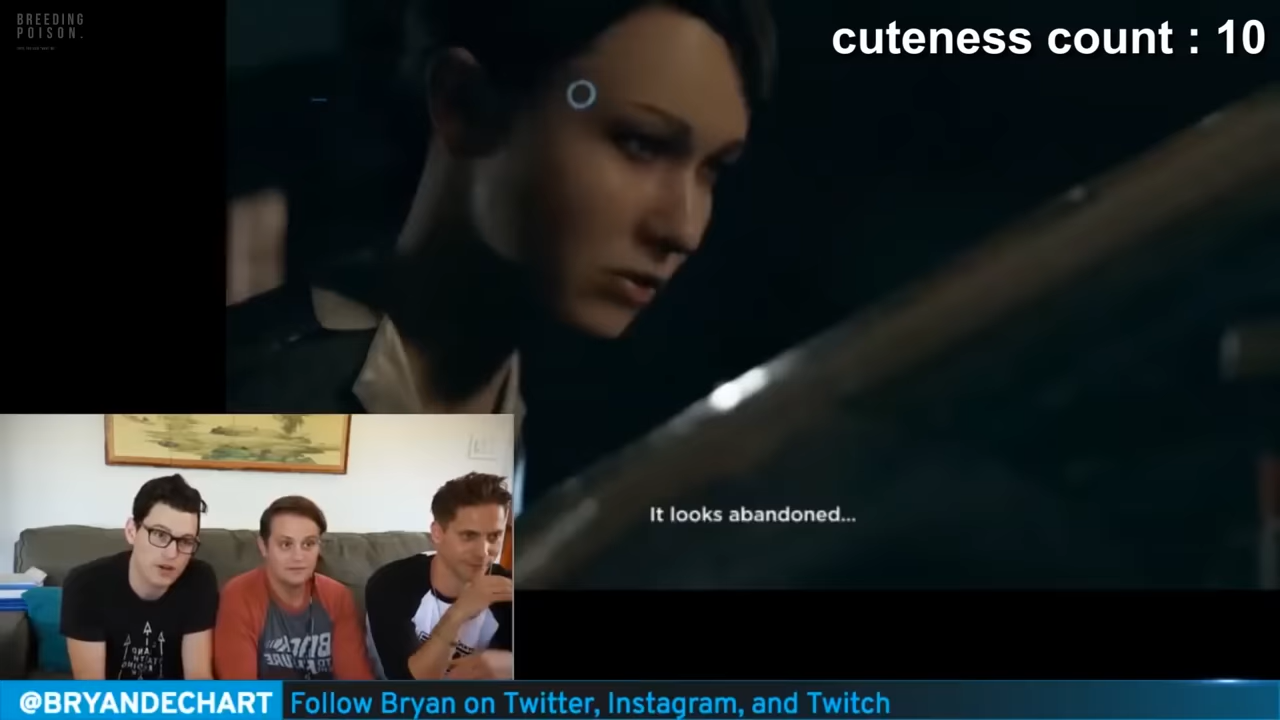 BREEDING
POISON.
cuteness count : 10
It looks abandoned...
@BRYANDECHART Follow Bryan on Twitter, Instagram, and Twitch